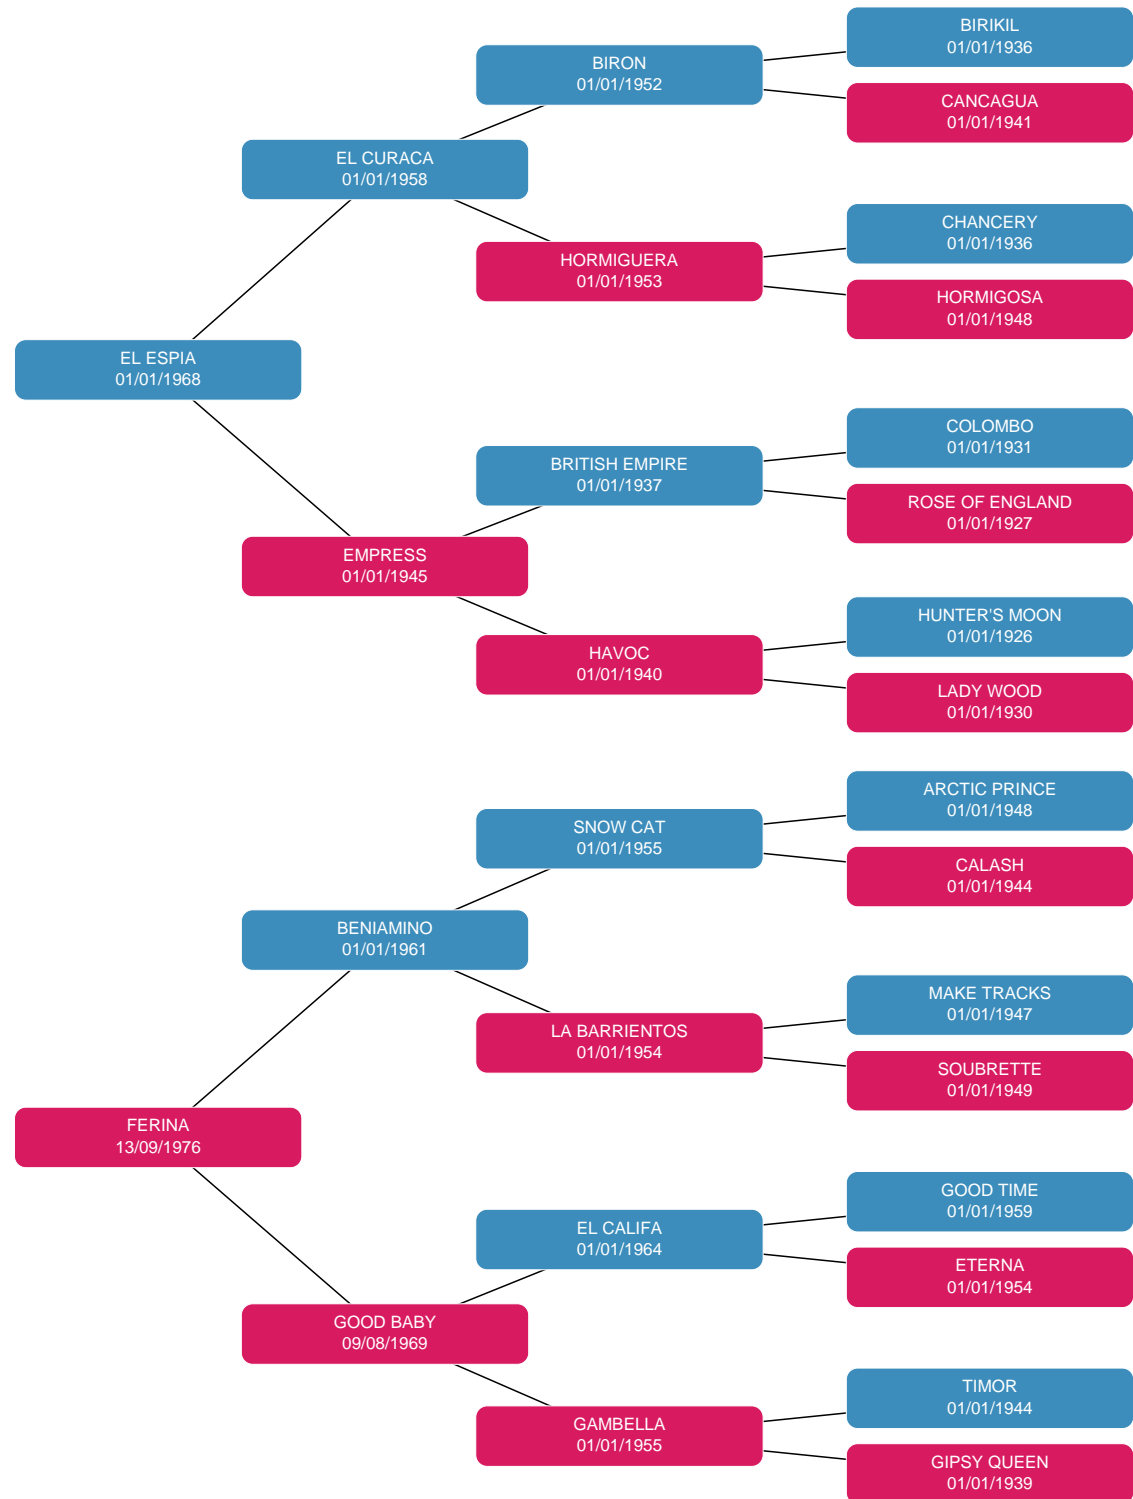 BIRIKIL
01/01/1936
BIRON
01/01/1952
CANCAGUA
01/01/1941
EL CURACA
01/01/1958
CHANCERY
01/01/1936
HORMIGUERA
01/01/1953
HORMIGOSA
01/01/1948
EL ESPIA
01/01/1968
COLOMBO
01/01/1931
BRITISH EMPIRE
01/01/1937
ROSE OF ENGLAND
01/01/1927
EMPRESS
01/01/1945
HUNTER'S MOON
01/01/1926
HAVOC
01/01/1940
LADY WOOD
01/01/1930
ARCTIC PRINCE
01/01/1948
SNOW CAT
01/01/1955
CALASH
01/01/1944
BENIAMINO
01/01/1961
MAKE TRACKS
01/01/1947
LA BARRIENTOS
01/01/1954
SOUBRETTE
01/01/1949
FERINA
13/09/1976
GOOD TIME
01/01/1959
EL CALIFA
01/01/1964
ETERNA
01/01/1954
GOOD BABY
09/08/1969
TIMOR
01/01/1944
GAMBELLA
01/01/1955
GIPSY QUEEN
01/01/1939